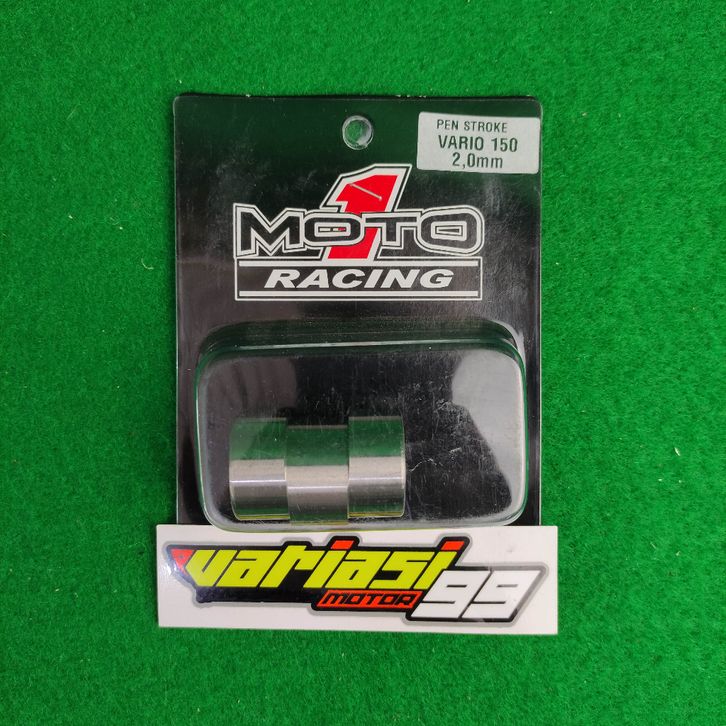 PEN STROKE
VARIO 150
2,0mm
MOTO 1
RACING
variasi
MOTOR 99